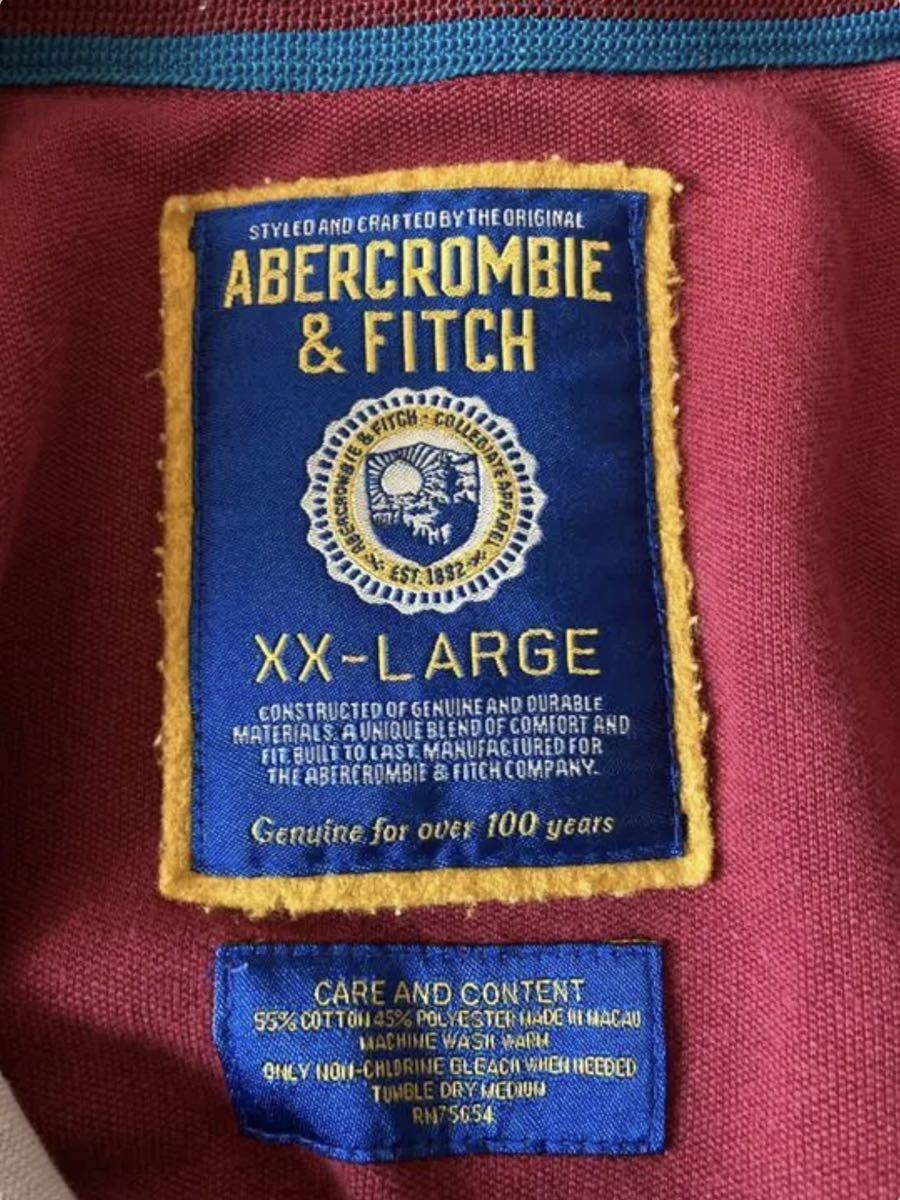 STYLED AND CRAFTED BY THE ORIGINAL
ABERCROMBIE
& FITCH
ABERCROMBIE & FITCH · COLLEGIATE APPAREL
EST. 1892
XX-LARGE
CONSTRUCTED OF GENUINE AND DURABLE
MATERIALS. A UNIQUE BLEND OF COMFORT AND
FIT. BUILT TO LAST. MANUFACTURED FOR
THE ABERCROMBIE & FITCH COMPANY.
Genuine for over 100 years
CARE AND CONTENT
55% COTTON 45% POLYESTER MADE IN MACAU
MACHINE WASH WARM
ONLY NON-CHLORINE BLEACH WHEN NEEDED
TUMBLE DRY MEDIUM
RN75654